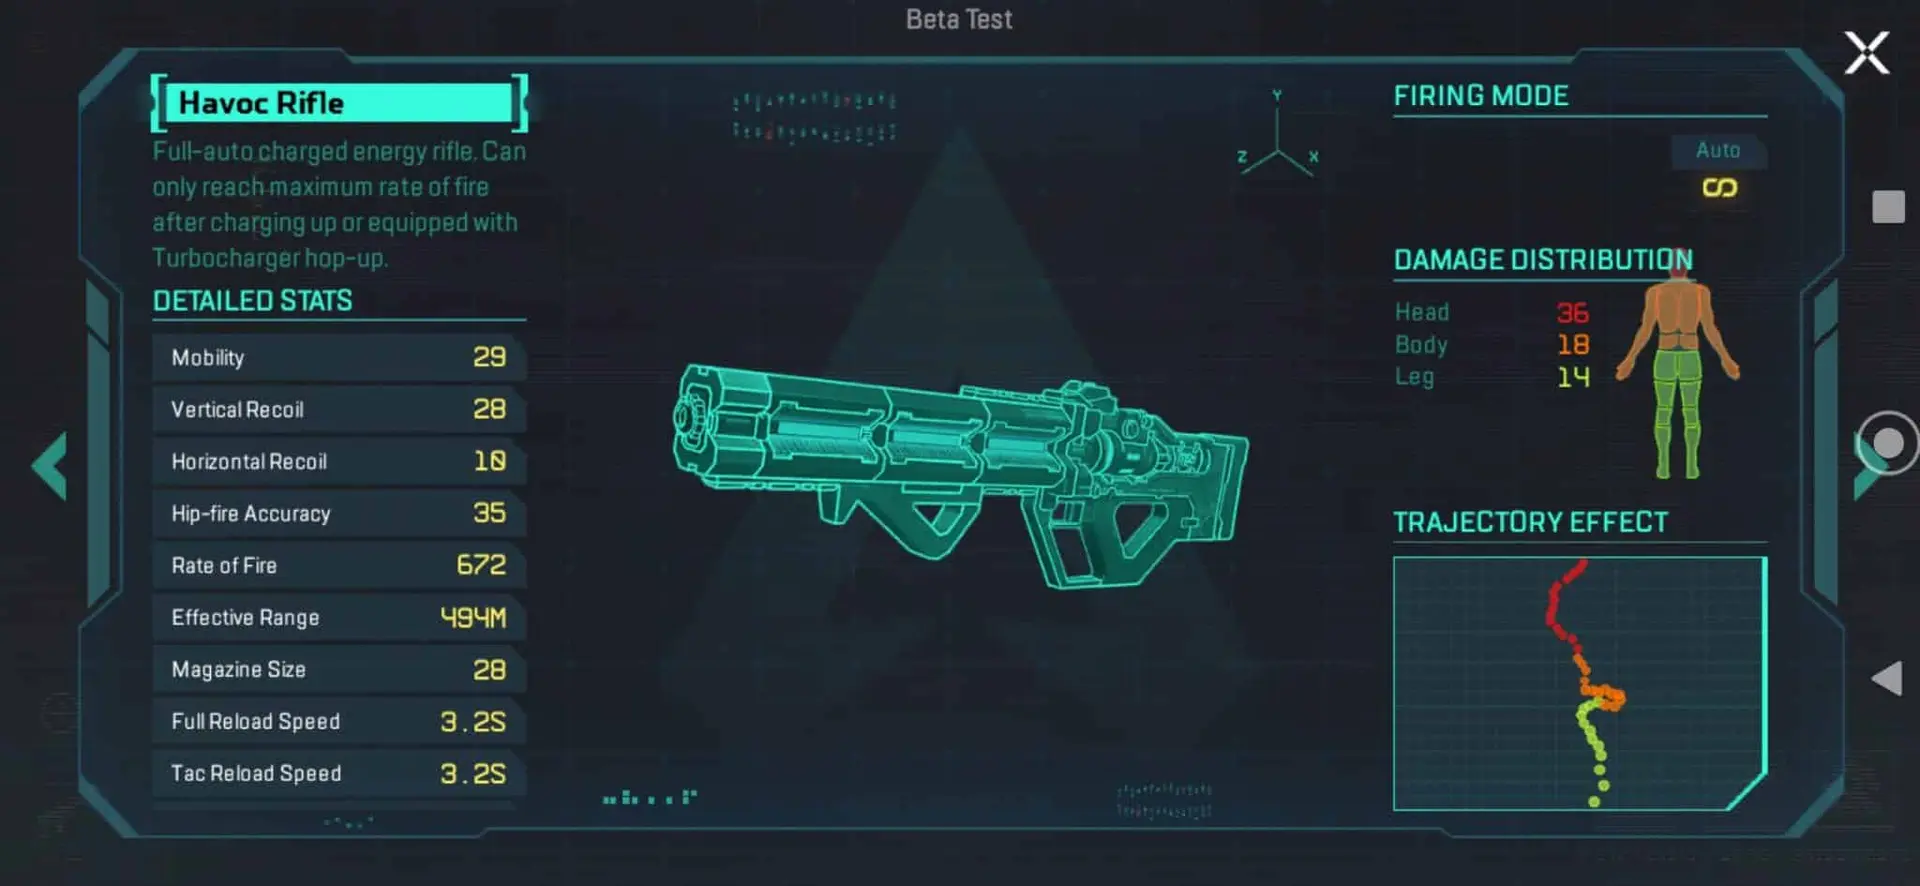 Beta Test
Havoc Rifle
Full-auto charged energy rifle. Can
only reach maximum rate of fire
after charging up or equipped with
Turbocharger hop-up.
DETAILED STATS
Mobility 29
Vertical Recoil 28
Horizontal Recoil 10
Hip-fire Accuracy 35
Rate of Fire 672
Effective Range 494M
Magazine Size 28
Full Reload Speed 3.2S
Tac Reload Speed 3.2S
Y
Z X
FIRING MODE
Auto
DAMAGE DISTRIBUTION
Head 36
Body 18
Leg 14
TRAJECTORY EFFECT